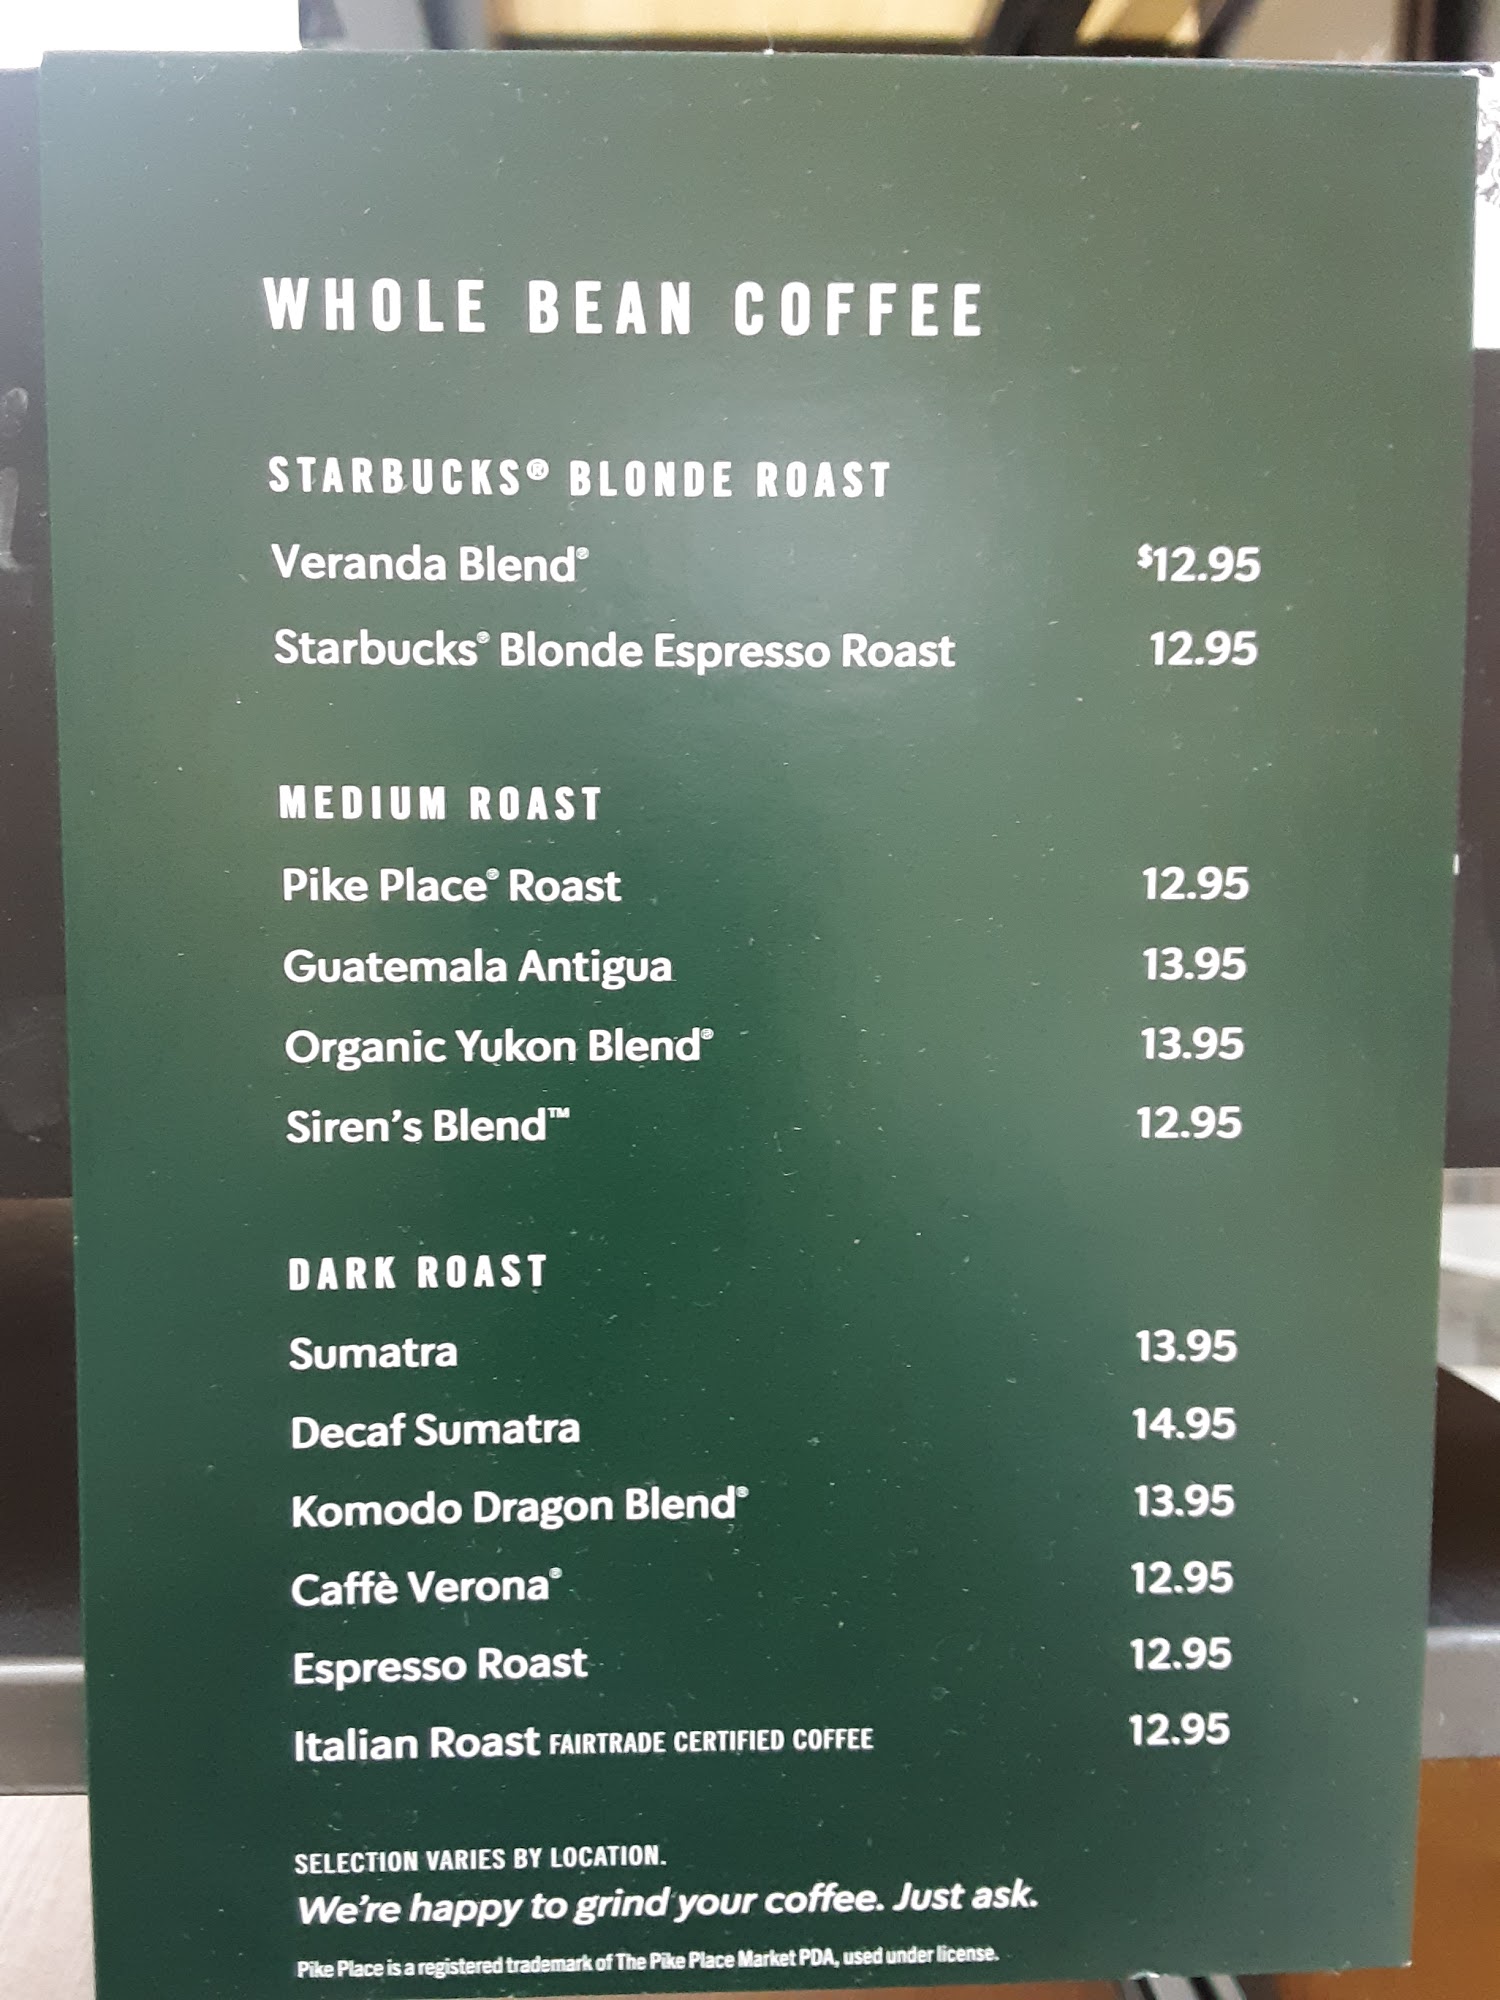 WHOLE BEAN COFFEE
STARBUCKS® BLONDE ROAST
Veranda Blend® $12.95
Starbucks® Blonde Espresso Roast 12.95
MEDIUM ROAST
Pike Place® Roast 12.95
Guatemala Antigua 13.95
Organic Yukon Blend® 13.95
Siren's Blend™ 12.95
DARK ROAST
Sumatra 13.95
Decaf Sumatra 14.95
Komodo Dragon Blend® 13.95
Caffè Verona® 12.95
Espresso Roast 12.95
Italian Roast FAIRTRADE CERTIFIED COFFEE 12.95
SELECTION VARIES BY LOCATION.
We're happy to grind your coffee. Just ask.
Pike Place is a registered trademark of The Pike Place Market PDA, used under license.